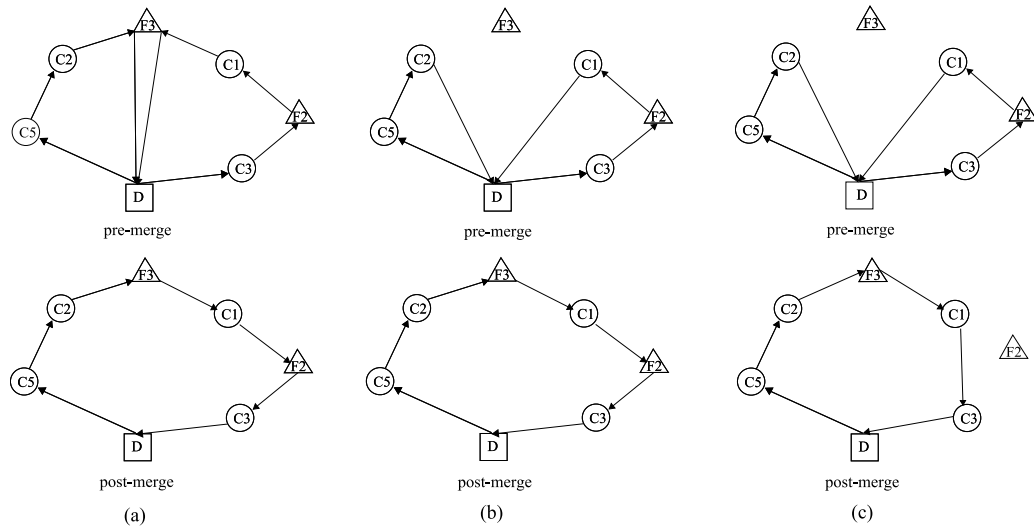 F3 F3 F3
C2 C1 C2 C1 C2 C1
F2 F2 F2
C5 C5 C5
C3 C3 C3
D D D
pre-merge pre-merge pre-merge
F3 F3 F3
C2 C1 C2 C1 C2 C1
F2 F2 F2
C5 C5 C5
C3 C3 C3
D D D
post-merge post-merge post-merge
(a) (b) (c)